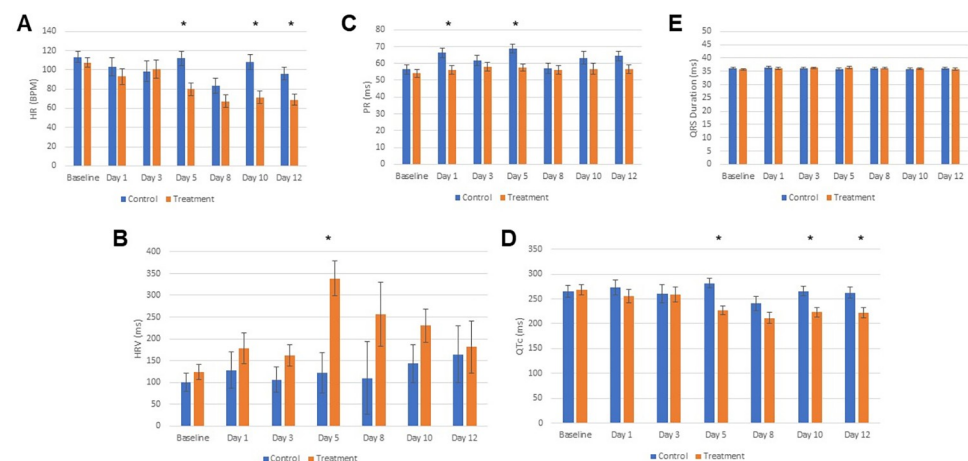 A
* * *
HR (BPM)
140
120
100
80
60
40
20
0
Baseline Day 1 Day 3 Day 5 Day 8 Day 10 Day 12
Control Treatment
C
* *
PR (ms)
80
70
60
50
40
30
20
10
0
Baseline Day 1 Day 3 Day 5 Day 8 Day 10 Day 12
Control Treatment
E
QRS Duration (ms)
50
45
40
35
30
25
20
15
10
5
0
Baseline Day 1 Day 3 Day 5 Day 8 Day 10 Day 12
Control Treatment
B
*
HRV (ms)
400
350
300
250
200
150
100
50
0
Baseline Day 1 Day 3 Day 5 Day 8 Day 10 Day 12
Control Treatment
D
* * *
QTc (ms)
350
300
250
200
150
100
50
0
Baseline Day 1 Day 3 Day 5 Day 8 Day 10 Day 12
Control Treatment